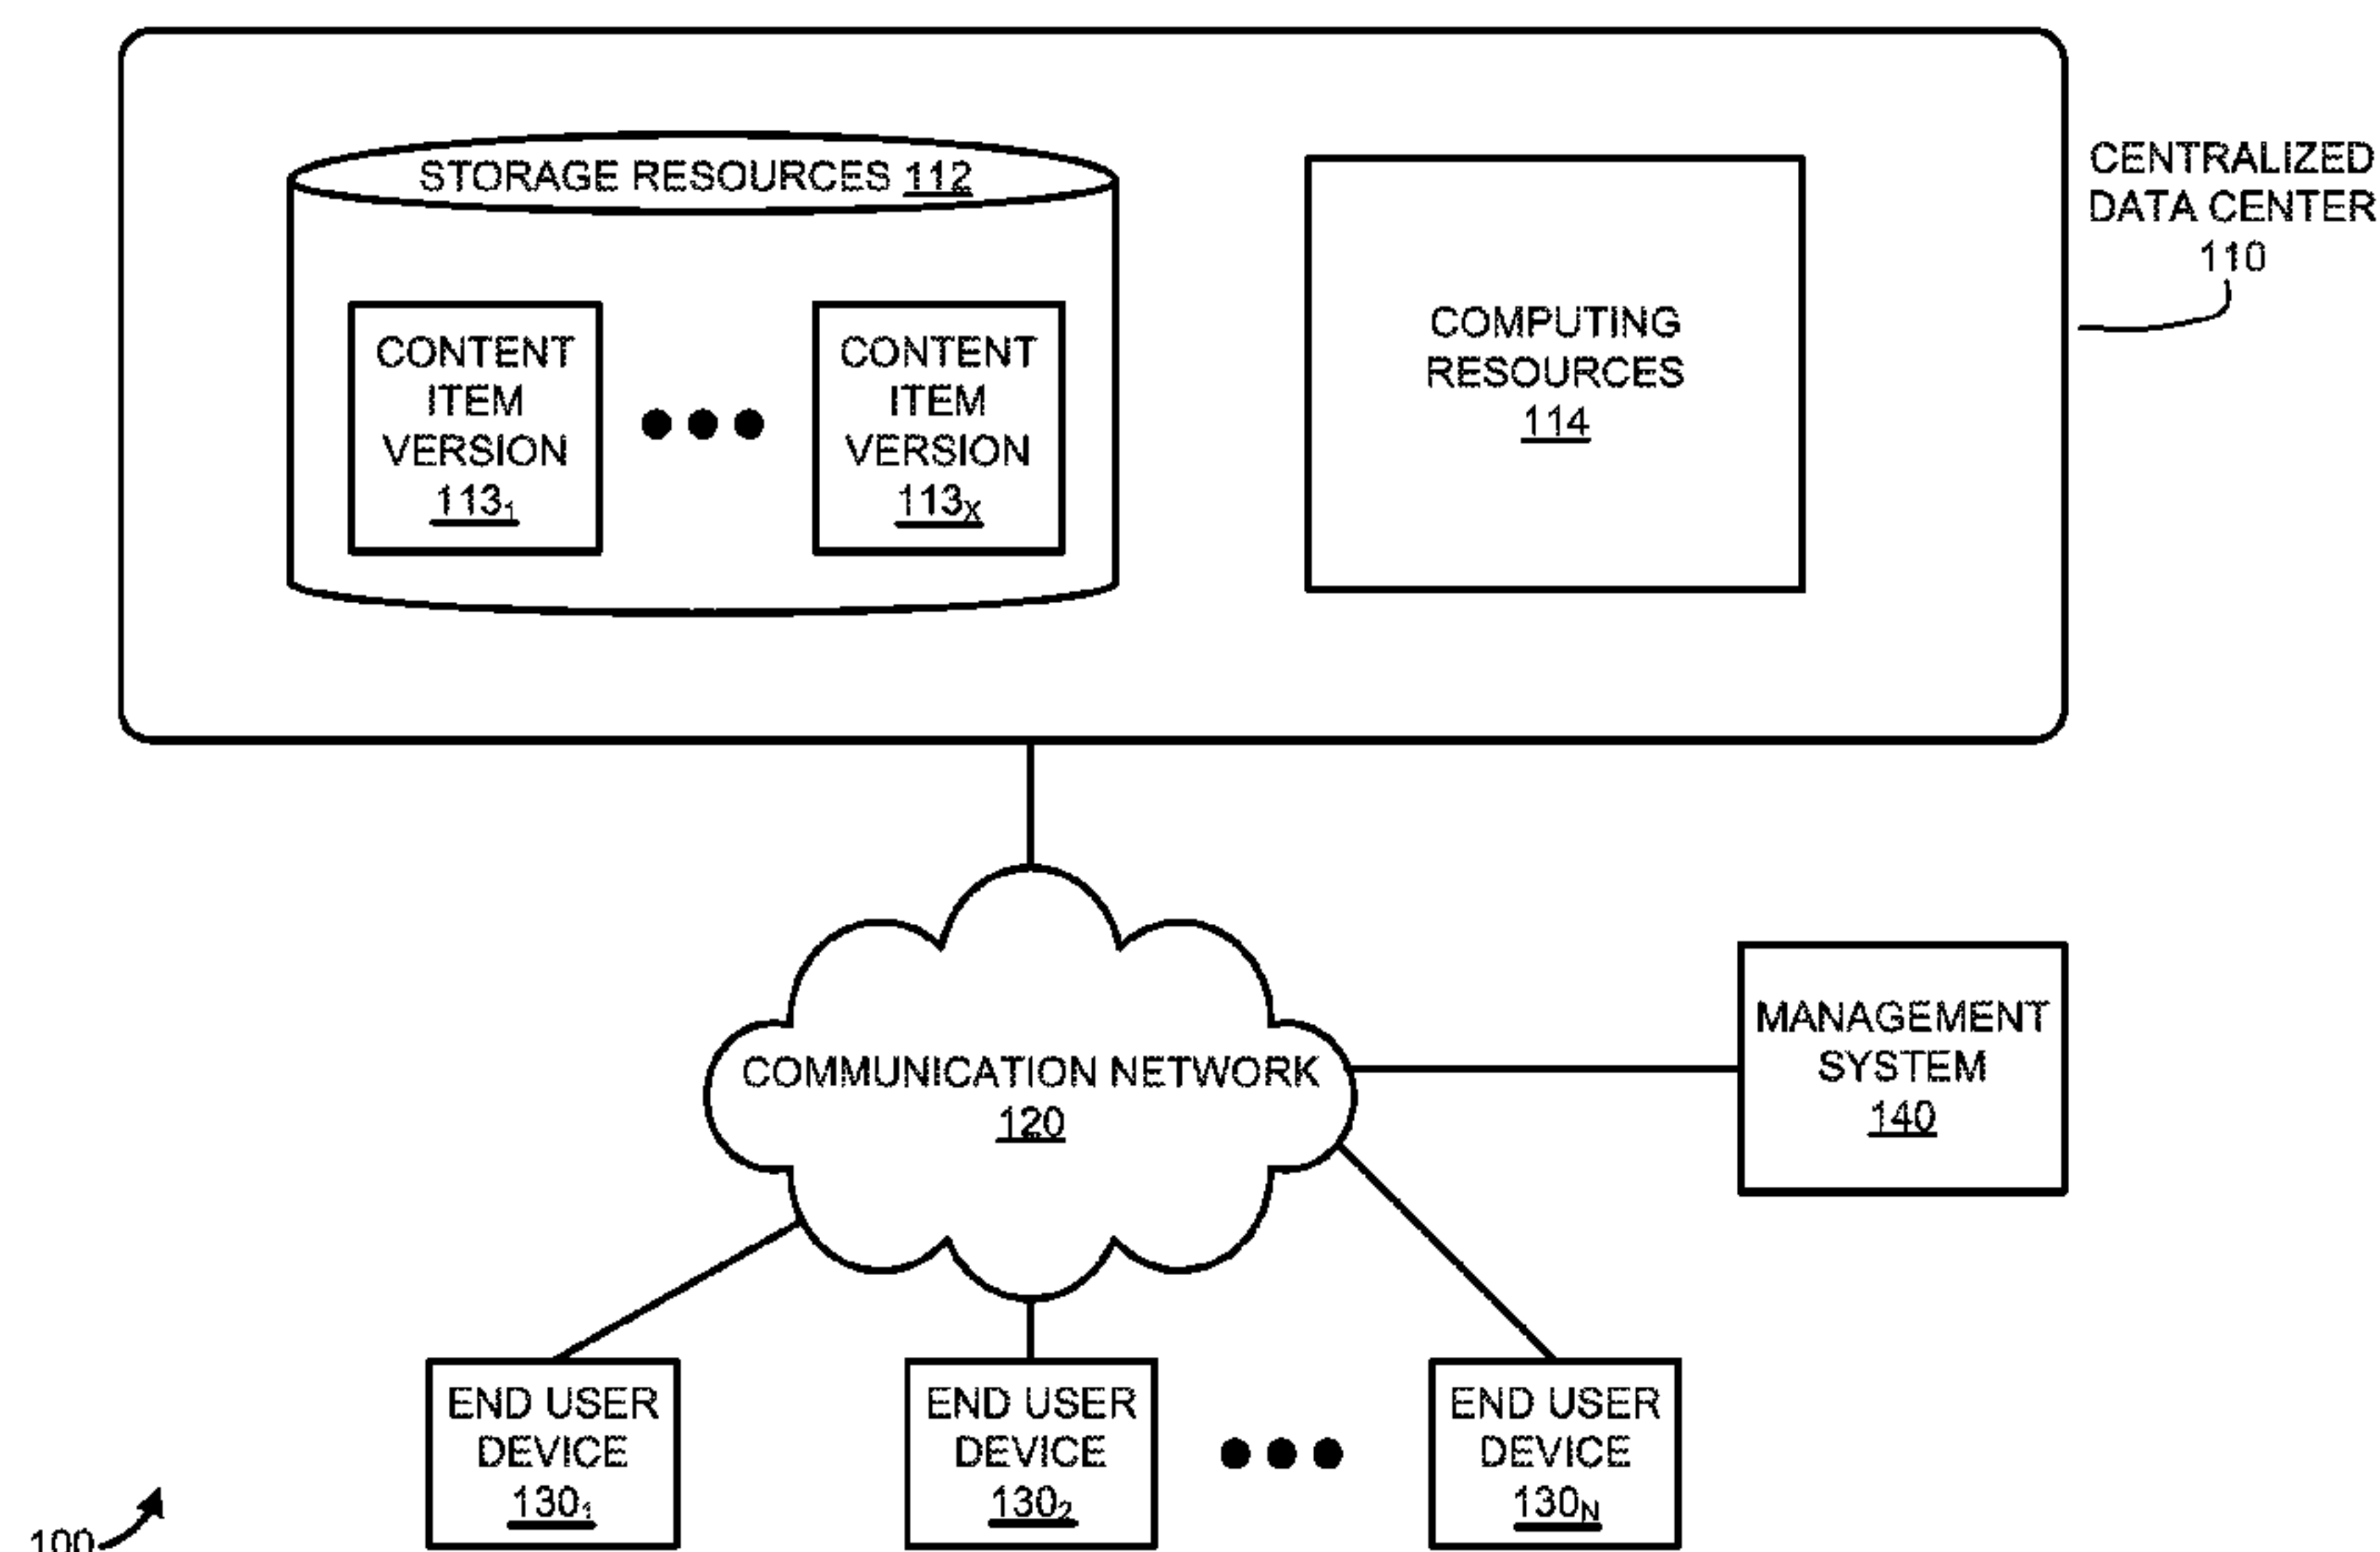 STORAGE RESOURCES 112
CONTENT
ITEM
VERSION
113₁
CONTENT
ITEM
VERSION
113ₓ
COMPUTING
RESOURCES
114
CENTRALIZED
DATA CENTER
110
COMMUNICATION NETWORK
120
MANAGEMENT
SYSTEM
140
END USER
DEVICE
130₁
END USER
DEVICE
130₂
END USER
DEVICE
130N
100